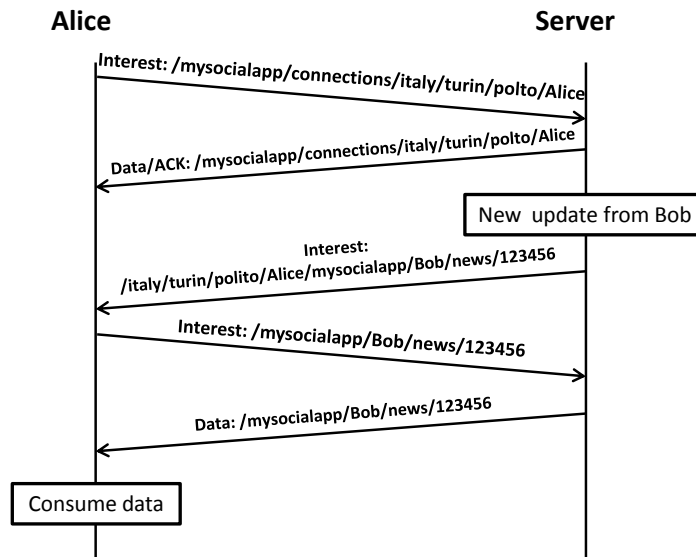 Alice
Server
Interest: /mysocialapp/connections/italy/turin/polto/Alice
Data/ACK: /mysocialapp/connections/italy/turin/polto/Alice
New update from Bob
Interest:
/italy/turin/polito/Alice/mysocialapp/Bob/news/123456
Interest: /mysocialapp/Bob/news/123456
Data: /mysocialapp/Bob/news/123456
Consume data